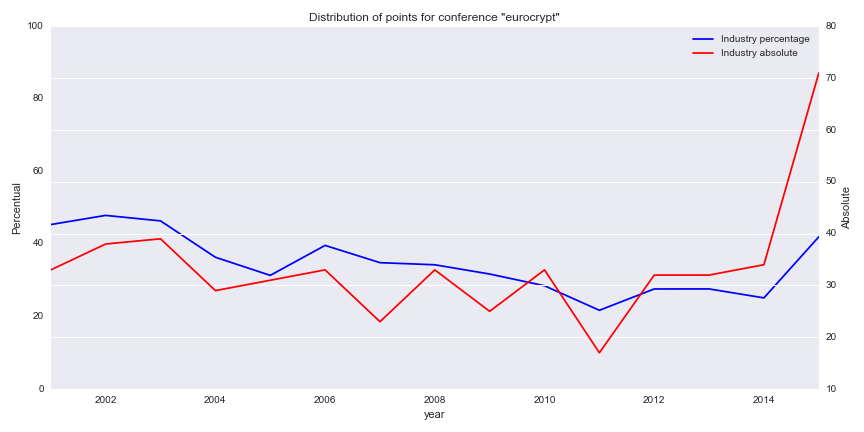 Distribution of points for conference "eurocrypt"
Industry percentage
Industry absolute
Percentual
100
80
60
40
20
0
80
70
60
50
40
30
20
10
Absolute
2002 2004 2006 2008 2010 2012 2014
year